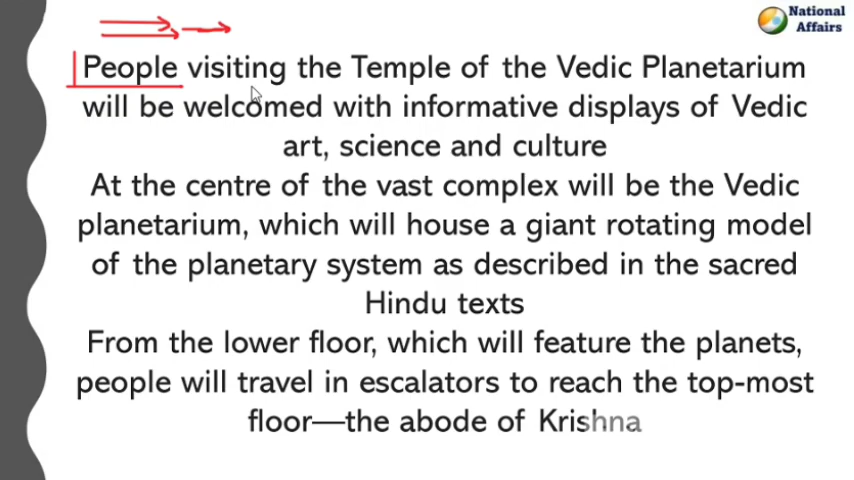 National
Affairs
People visiting the Temple of the Vedic Planetarium
will be welcomed with informative displays of Vedic
art, science and culture
At the centre of the vast complex will be the Vedic
planetarium, which will house a giant rotating model
of the planetary system as described in the sacred
Hindu texts
From the lower floor, which will feature the planets,
people will travel in escalators to reach the top-most
floor—the abode of Krishna